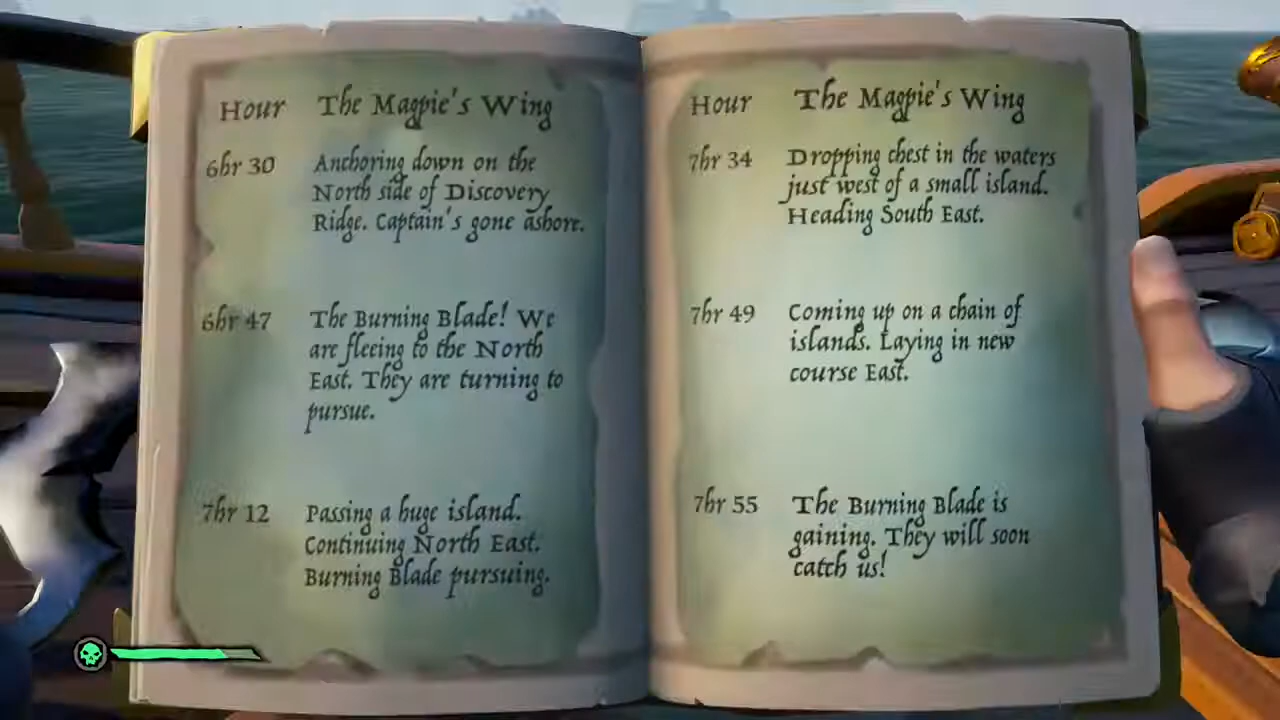 Hour The Magpie's Wing
6hr 30 Anchoring down on the
North side of Discovery
Ridge. Captain's gone ashore.
6hr 47 The Burning Blade! We
are fleeing to the North
East. They are turning to
pursue.
7hr 12 Passing a huge island.
Continuing North East.
Burning Blade pursuing.
Hour The Magpie's Wing
7hr 34 Dropping chest in the waters
just west of a small island.
Heading South East.
7hr 49 Coming up on a chain of
islands. Laying in new
course East.
7hr 55 The Burning Blade is
gaining. They will soon
catch us!